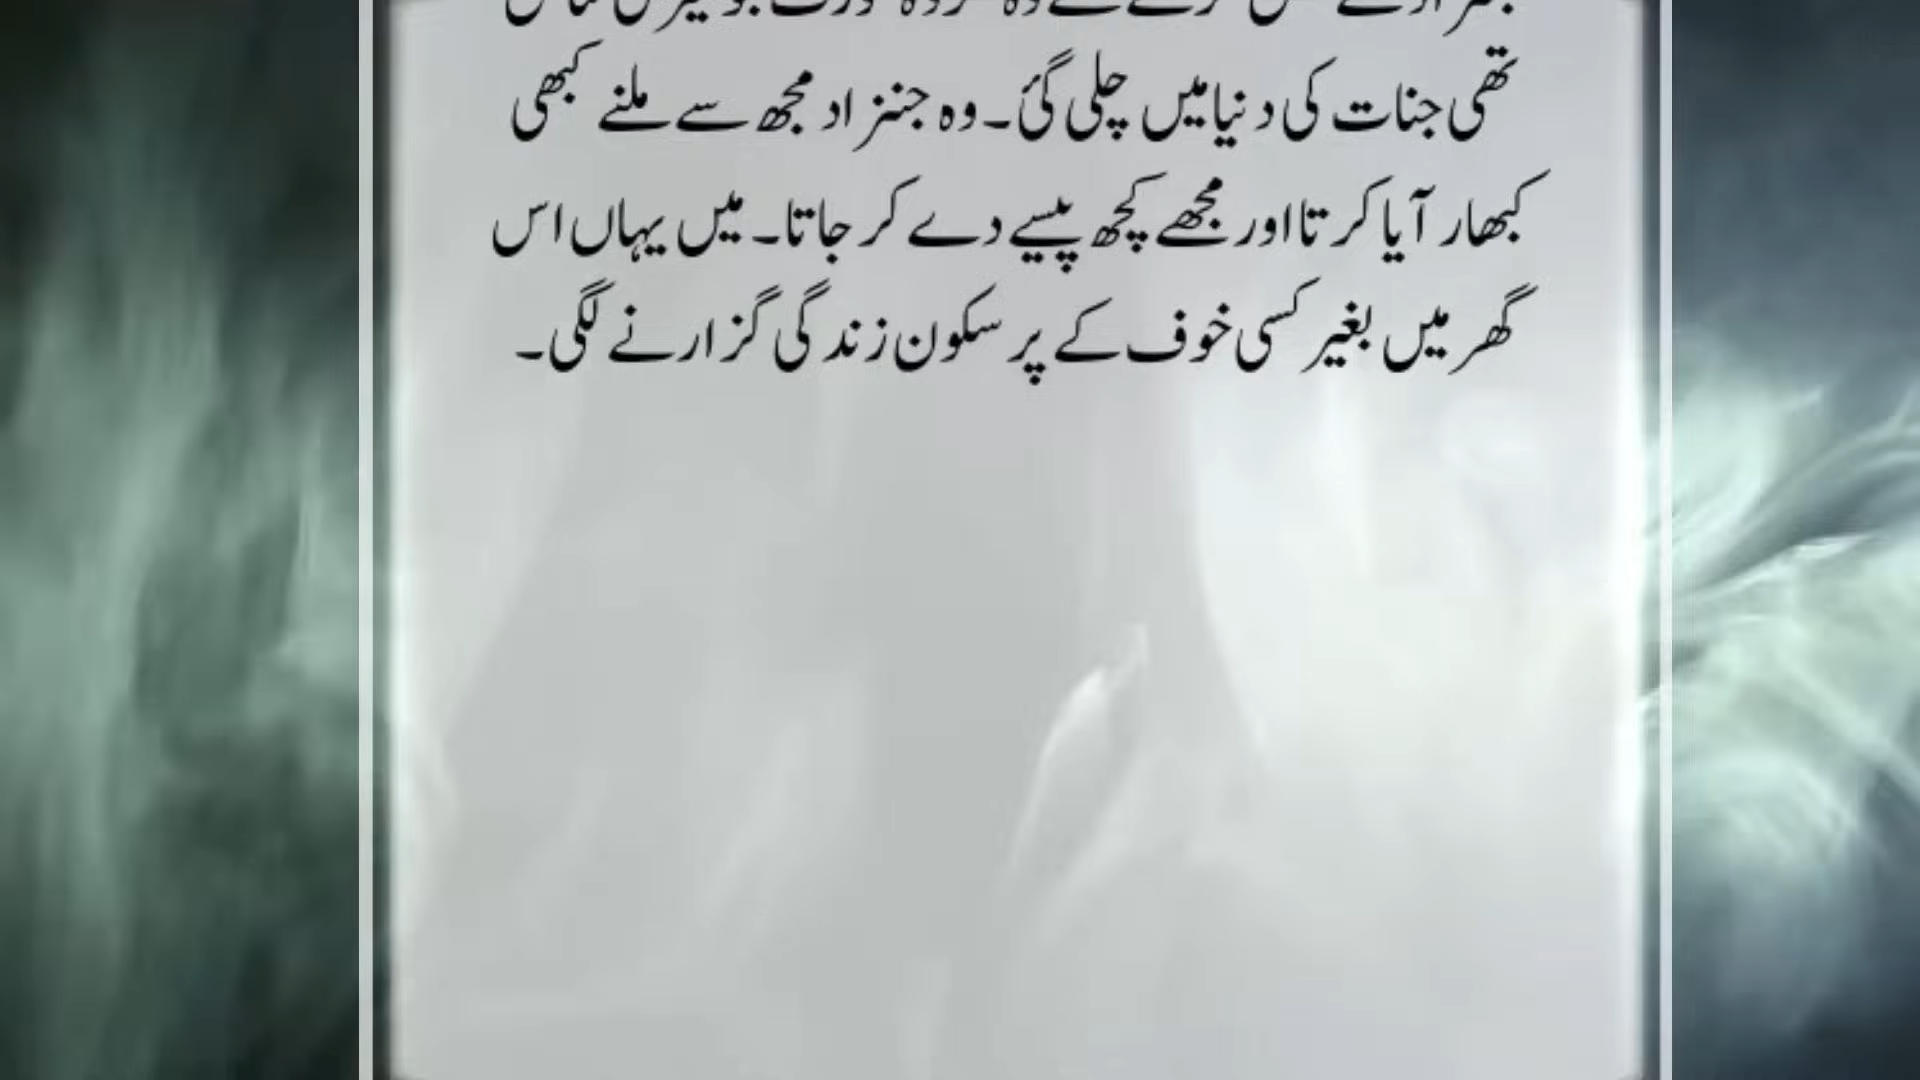 تھی جنات کی دنیا میں چلی گئی۔ وہ جنزاد مجھ سے ملنے کبھی
کبھار آیا کرتا اور مجھے کچھ پیسے دے کر جاتا۔ میں یہاں اس
گھر میں بغیر کسی خوف کے پر سکون زندگی گزارنے لگی۔